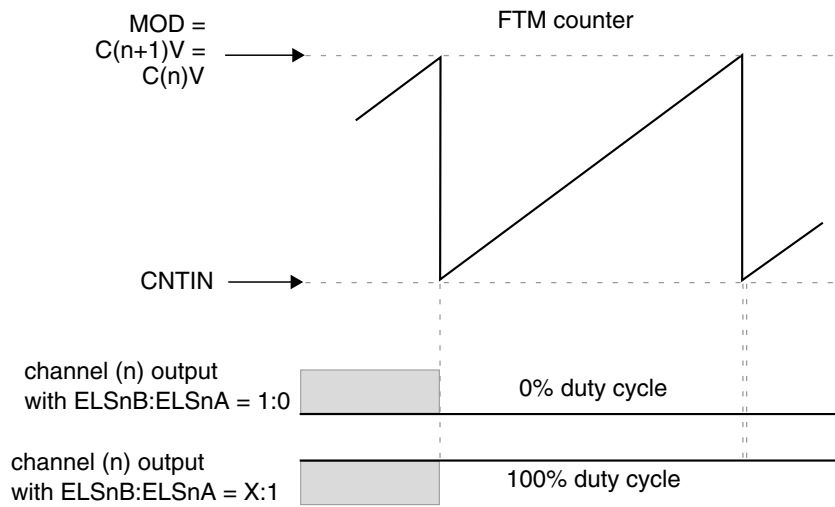 FTM counter
MOD =
C(n+1)V =
C(n)V
CNTIN
channel (n) output
with ELSnB:ELSnA = 1:0
0% duty cycle
channel (n) output
with ELSnB:ELSnA = X:1
100% duty cycle